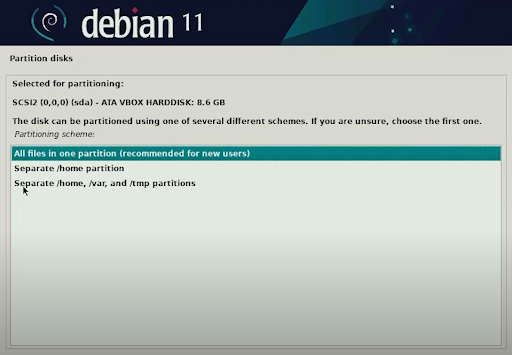 debian 11
Partition disks
Selected for partitioning:
SCSI2 (0,0,0) (sda) - ATA VBOX HARDDISK: 8.6 GB
The disk can be partitioned using one of several different schemes. If you are unsure, choose the first one.
Partitioning scheme:
All files in one partition (recommended for new users)
Separate /home partition
Separate /home, /var, and /tmp partitions